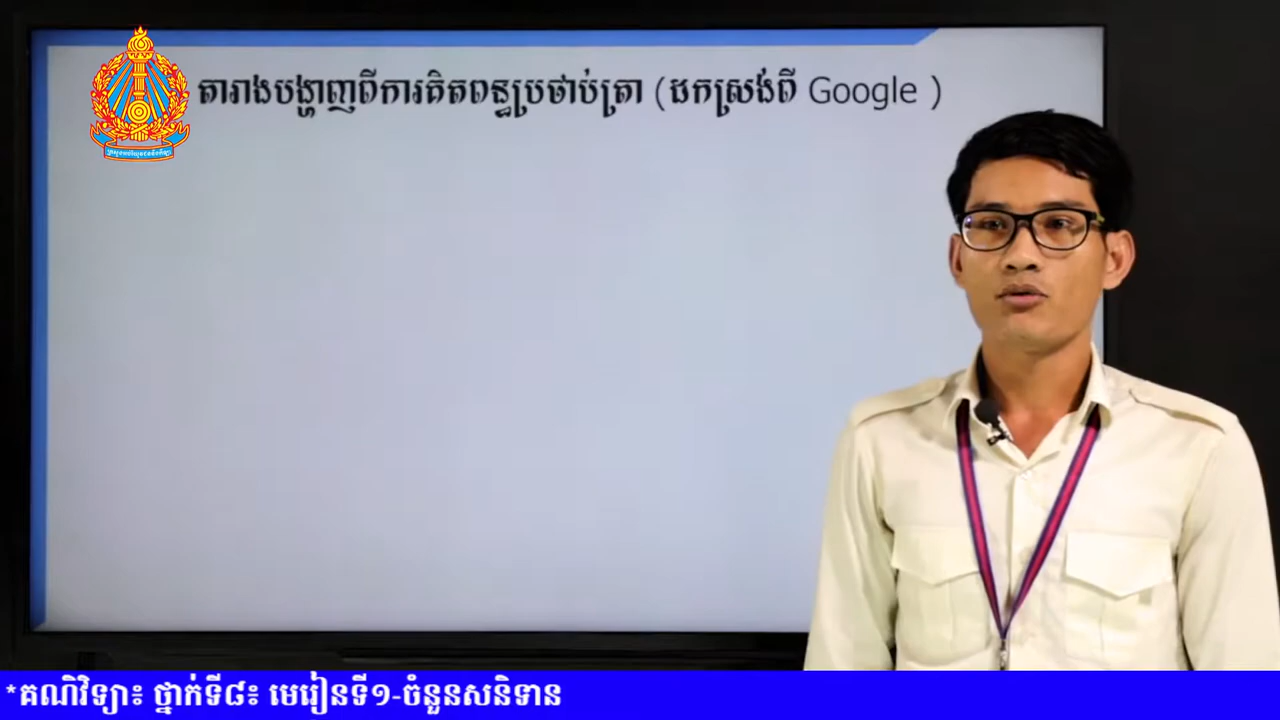 តារាងបង្ហាញពីការគិតពន្ធប្រថាប់ត្រា (ដកស្រង់ពី Google )
*គណិវិទ្យា៖ ថ្នាក់ទី៨៖ មេរៀនទី១-ចំនួនសនិទាន